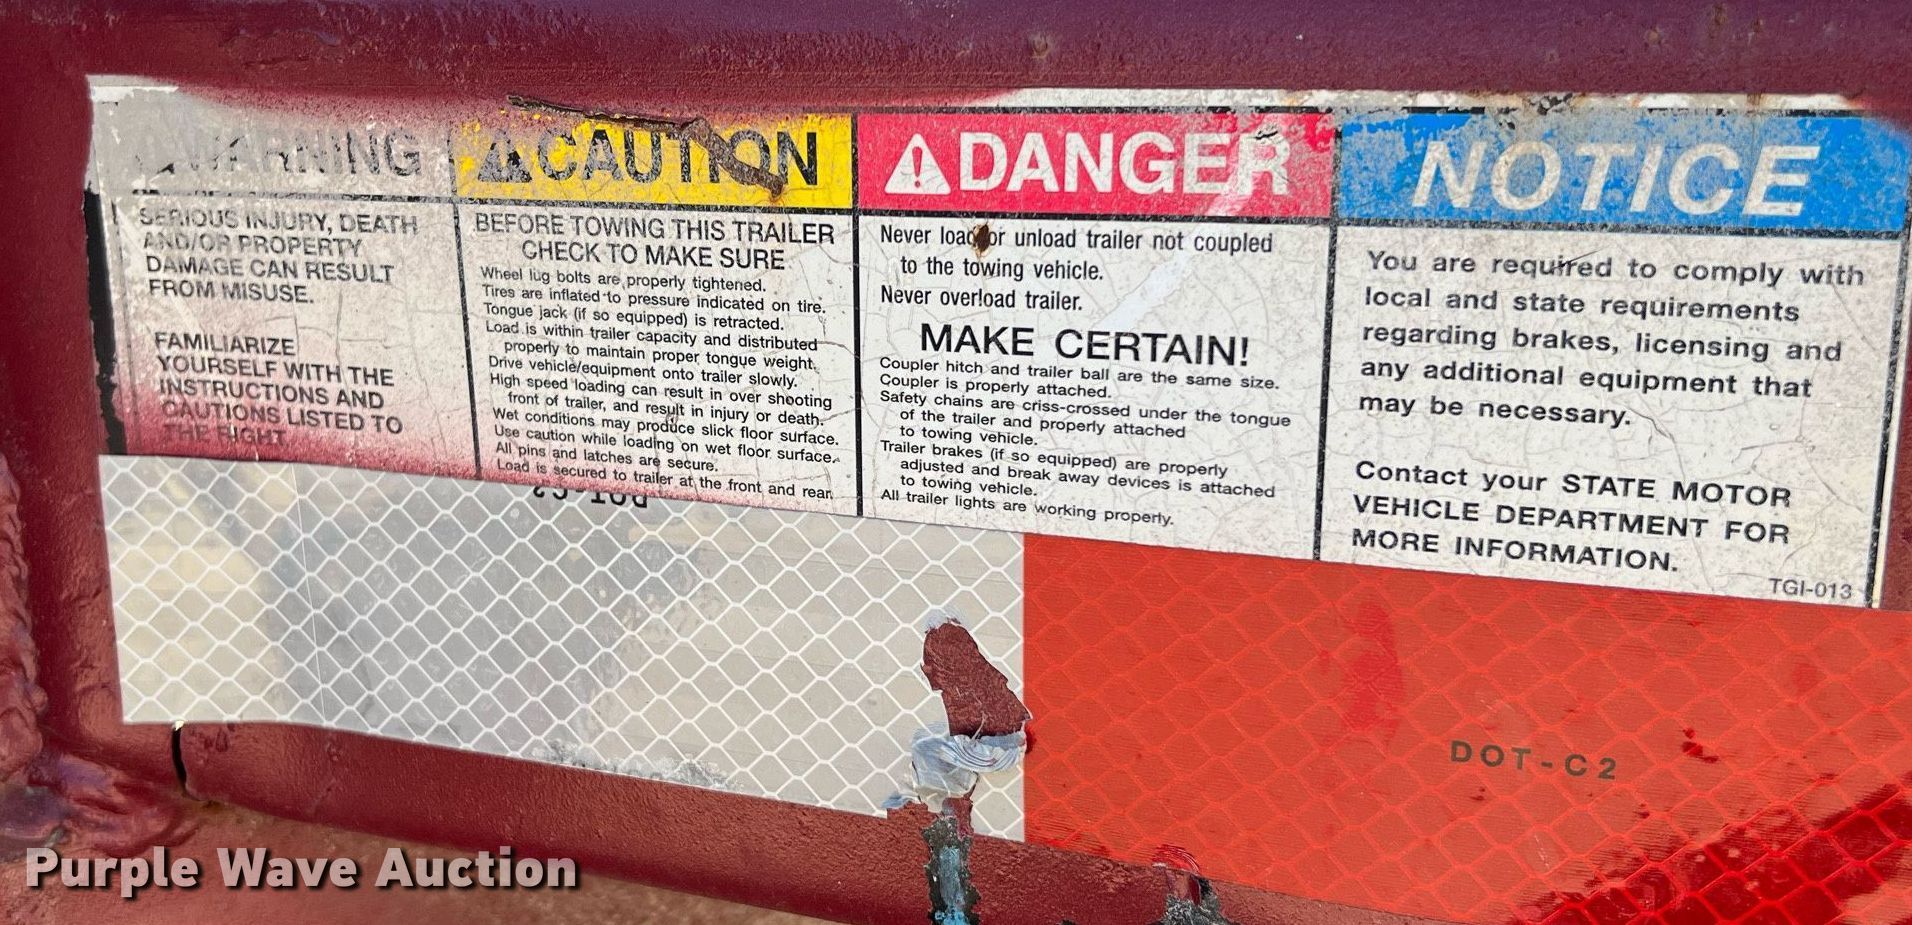 WARNING
SERIOUS INJURY, DEATH
AND/OR PROPERTY
DAMAGE CAN RESULT
FROM MISUSE.
FAMILIARIZE
YOURSELF WITH THE
INSTRUCTIONS AND
CAUTIONS LISTED TO
THE RIGHT
CAUTION
BEFORE TOWING THIS TRAILER
CHECK TO MAKE SURE
Wheel lug bolts are properly tightened.
Tires are inflated to pressure indicated on tire.
Tongue jack (if so equipped) is retracted.
Load is within trailer capacity and distributed
properly to maintain proper tongue weight.
Drive vehicle/equipment onto trailer slowly.
High speed loading can result in over shooting
front of trailer, and result in injury or death.
Wet conditions may produce slick floor surface.
Use caution while loading on wet floor surface.
All pins and latches are secure.
Load is secured to trailer at the front and rear.
DANGER
Never load or unload trailer not coupled
to the towing vehicle.
Never overload trailer.
MAKE CERTAIN!
Coupler hitch and trailer ball are the same size.
Coupler is properly attached.
Safety chains are criss-crossed under the tongue
of the trailer and properly attached
to towing vehicle.
Trailer brakes (if so equipped) are properly
adjusted and break away devices is attached
to towing vehicle.
All trailer lights are working properly.
NOTICE
You are required to comply with
local and state requirements
regarding brakes, licensing and
any additional equipment that
may be necessary.
Contact your STATE MOTOR
VEHICLE DEPARTMENT FOR
MORE INFORMATION.
TGI-013
DOT-C2
DOT-C2
Purple Wave Auction